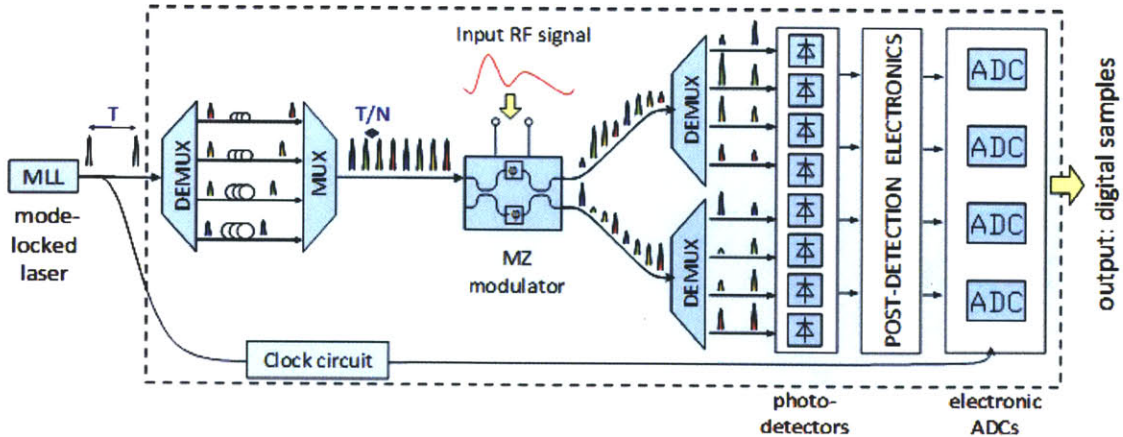 Input RF signal
T
T/N
MLL
mode-
locked
laser
DEMUX
MUX
MZ
modulator
DEMUX
DEMUX
POST-DETECTION ELECTRONICS
ADC
ADC
ADC
ADC
output: digital samples
Clock circuit
photo-
detectors
electronic
ADCs